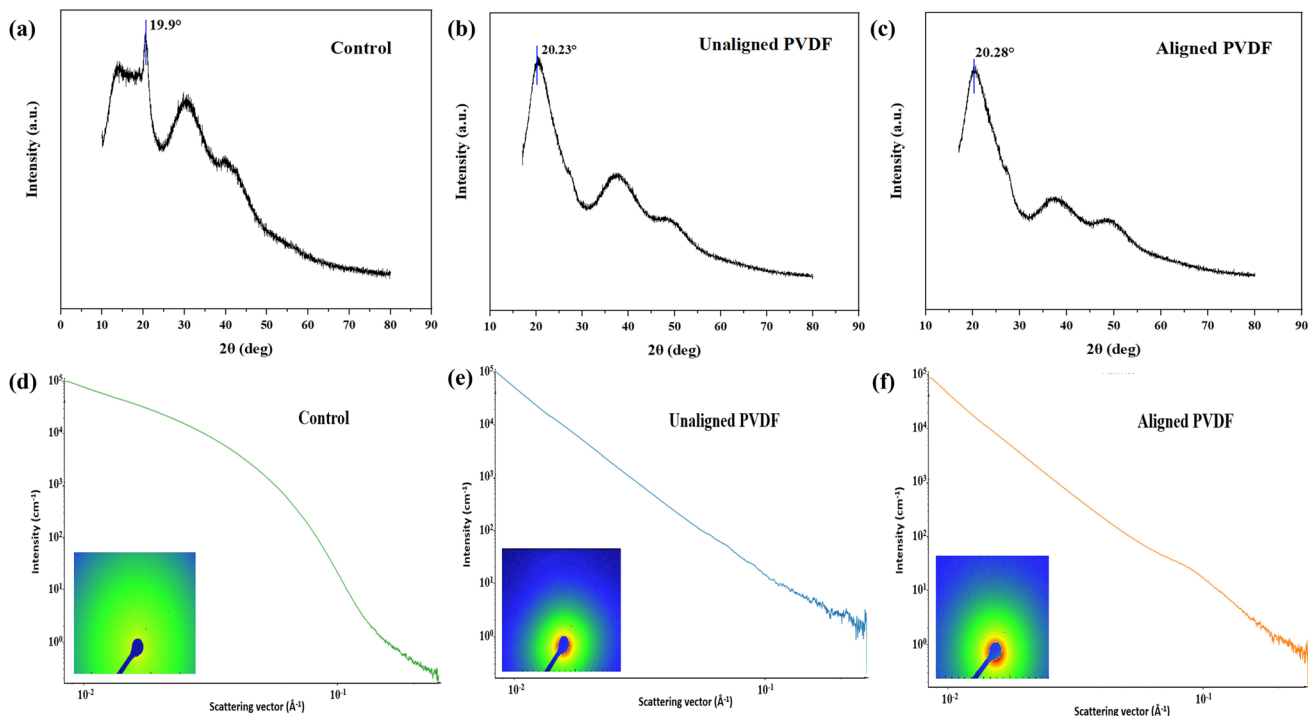 (a)
19.9°
Control
Intensity (a.u.)
0 10 20 30 40 50 60 70 80 90
2θ (deg)
(b)
20.23°
Unaligned PVDF
Intensity (a.u.)
10 20 30 40 50 60 70 80 90
2θ (deg)
(c)
20.28°
Aligned PVDF
Intensity (a.u.)
10 20 30 40 50 60 70 80 90
2θ (deg)
(d)
Control
Intensity (cm⁻¹)
10⁵
10⁴
10³
10²
10¹
10⁰
10⁻² 10⁻¹
Scattering vector (Å⁻¹)
(e)
Unaligned PVDF
Intensity (cm⁻¹)
10⁵
10⁴
10³
10²
10¹
10⁰
10⁻² 10⁻¹
Scattering vector (Å⁻¹)
(f)
Aligned PVDF
Intensity (cm⁻¹)
10⁵
10⁴
10³
10²
10¹
10⁰
10⁻² 10⁻¹
Scattering vector (Å⁻¹)